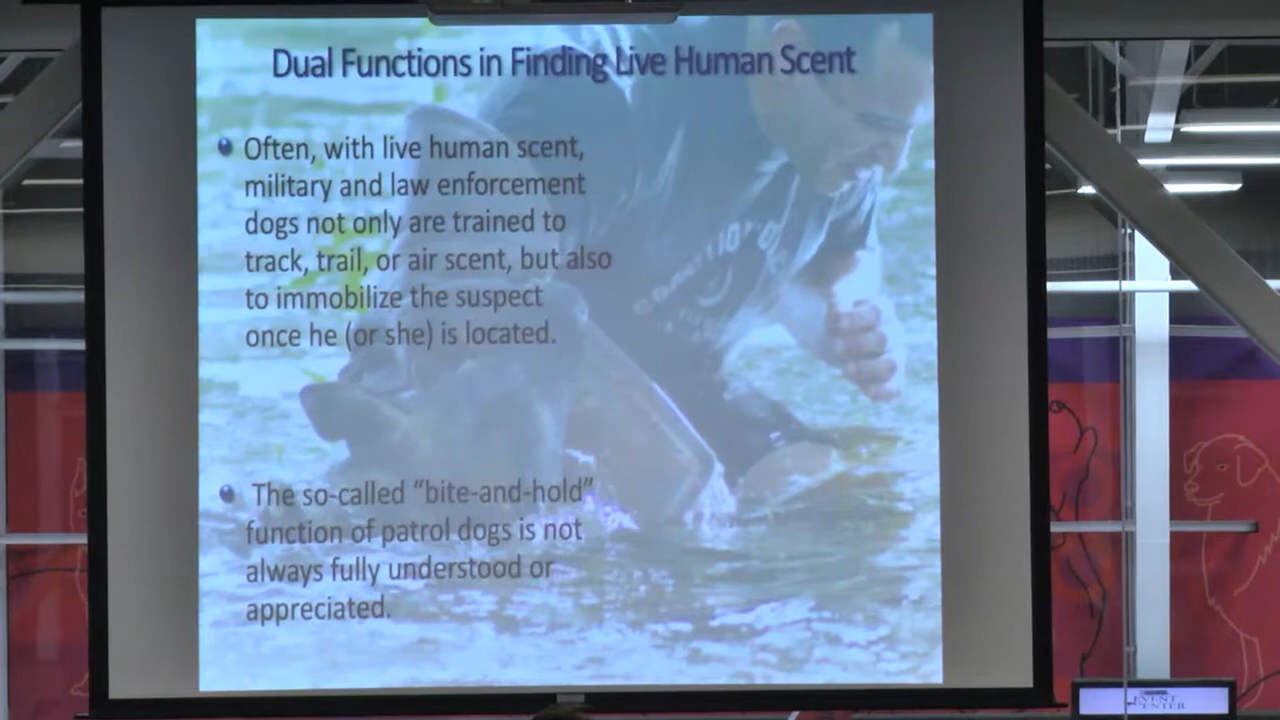 Dual Functions in Finding Live Human Scent
Often, with live human scent,
military and law enforcement
dogs not only are trained to
track, trail, or air scent, but also
to immobilize the suspect
once he (or she) is located.
The so-called “bite-and-hold”
function of patrol dogs is not
always fully understood or
appreciated.
EVENT
CENTER